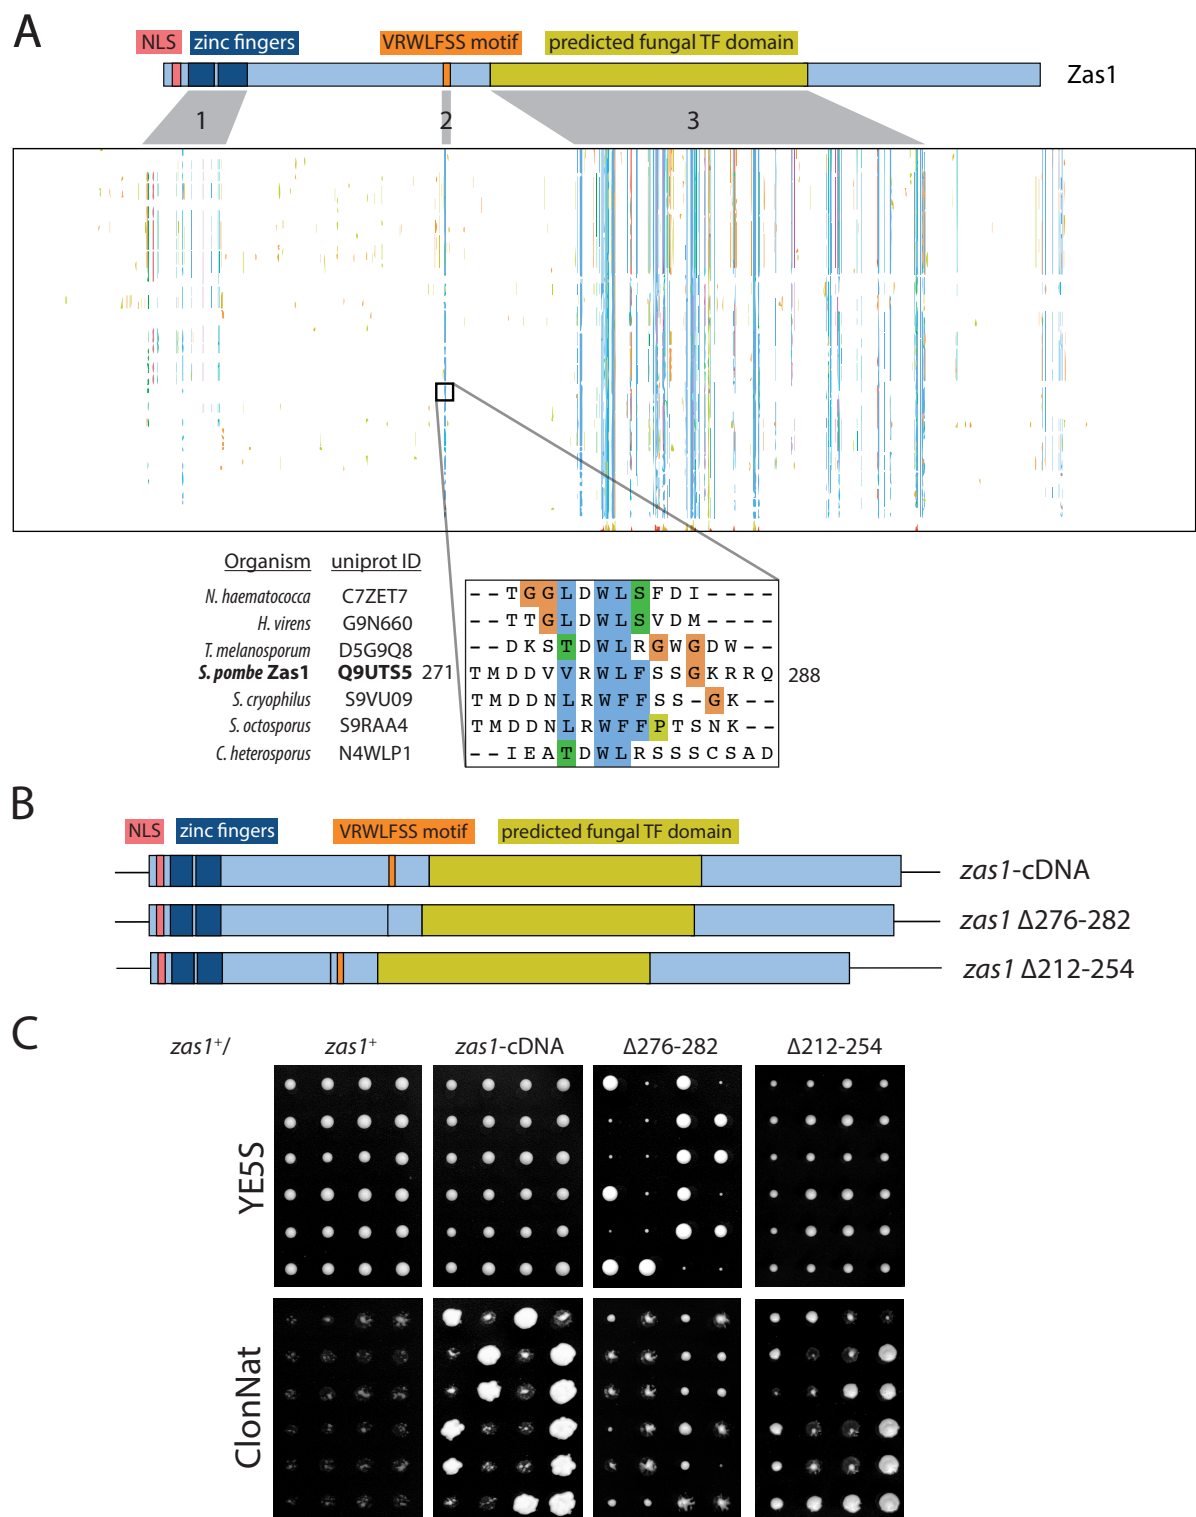 A
NLS zinc fingers VRWLFSS motif predicted fungal TF domain
Zas1
1 2 3
Organism uniprot ID
N. haematococca C7ZET7 --TGGLDWLSFDI----
H. virens G9N660 --TTGLDWLSVDM----
T. melanosporum D5G9Q8 --DKSTDWLRGWGDW--
S. pombe Zas1 Q9UTS5 271 TMDDVVRWLFSSGKRRQ 288
S. cryophilus S9VU09 TMDDNLRWFFSS-GK--
S. octosporus S9RAA4 TMDDNLRWFFPTSNK--
C. heterosporus N4WLP1 --IEATDWLRSSSCSAD
B
NLS zinc fingers VRWLFSS motif predicted fungal TF domain
zas1-cDNA
zas1 Δ276-282
zas1 Δ212-254
C
zas1+/ zas1+ zas1-cDNA Δ276-282 Δ212-254
YE5S
ClonNat